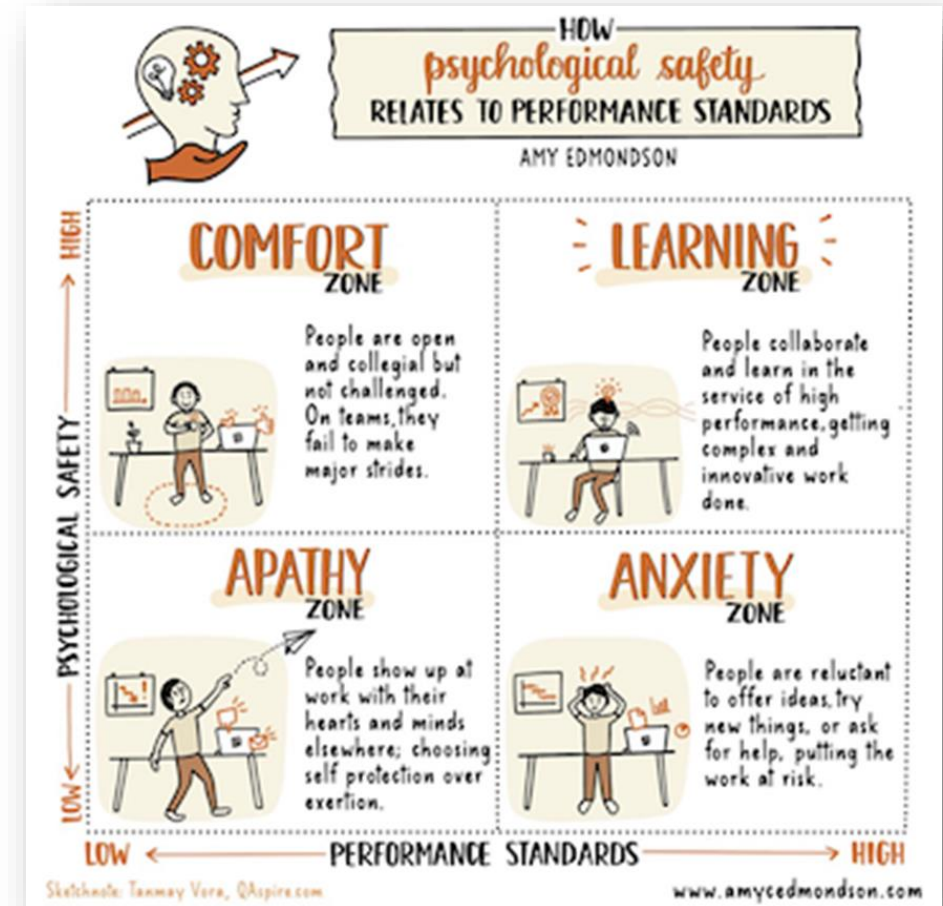 HOW
psychological safety
RELATES TO PERFORMANCE STANDARDS
AMY EDMONDSON
HIGH
PSYCHOLOGICAL SAFETY
LOW
COMFORT
ZONE
People are open
and collegial but
not challenged.
On teams, they
fail to make
major strides.
LEARNING
ZONE
People collaborate
and learn in the
service of high
performance, getting
complex and
innovative work
done.
APATHY
ZONE
People show up at
work with their
hearts and minds
elsewhere; choosing
self protection over
exertion.
ANXIETY
ZONE
People are reluctant
to offer ideas, try
new things, or ask
for help, putting the
work at risk.
LOW
PERFORMANCE STANDARDS
HIGH
Sketchnote: Tanmay Vora, QAspire.com
www.amycedmondson.com